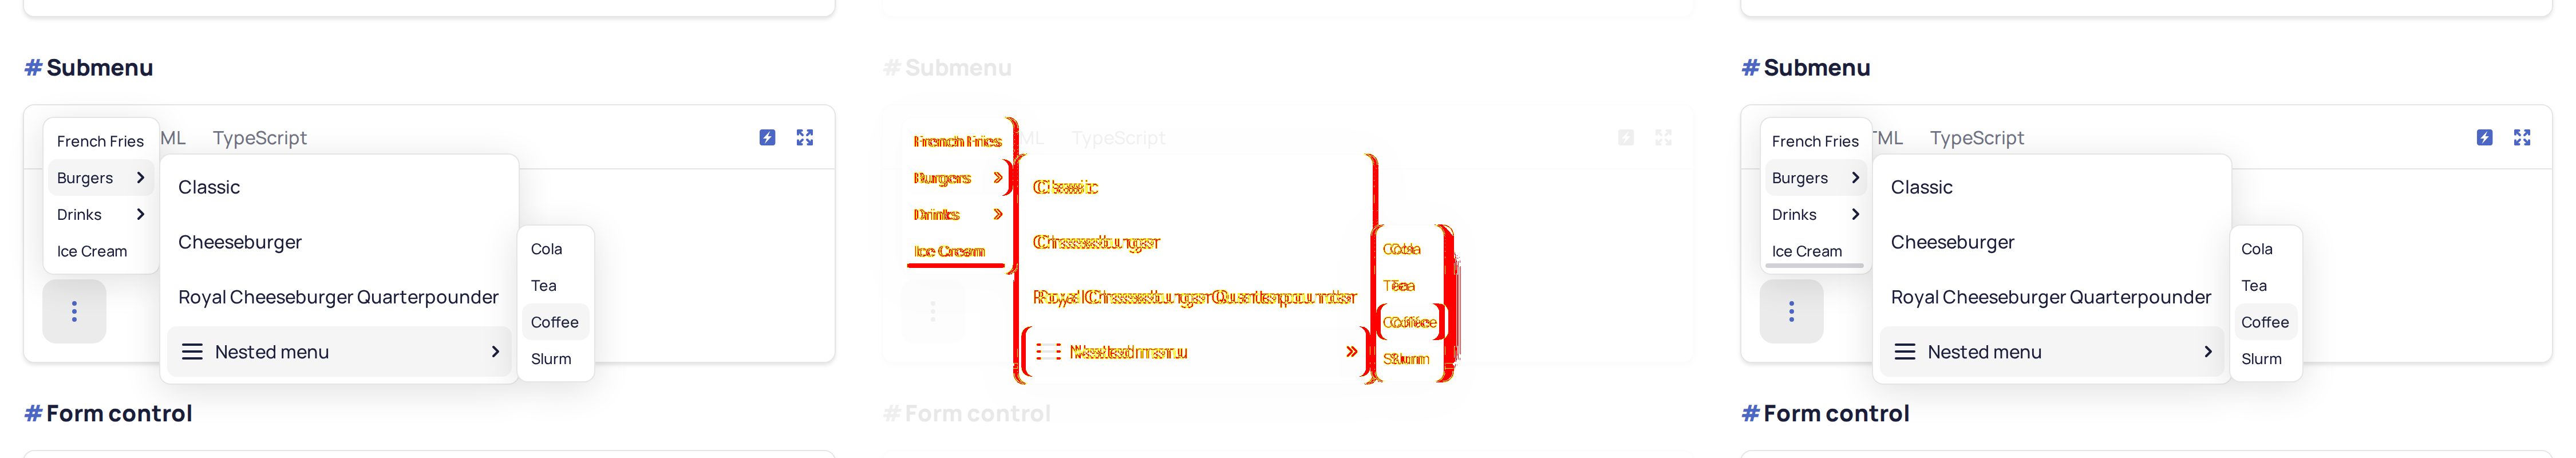 # Submenu
ML TypeScript
French Fries
Burgers
Drinks
Ice Cream
Classic
Cheeseburger
Royal Cheeseburger Quarterpounder
Nested menu
Cola
Tea
Coffee
Slurm
# Form control
# Submenu
ML TypeScript
French Fries
Burgers
Drinks
Ice Cream
Classic
Cheeseburger
Royal Cheeseburger Quarterpounder
Nested menu
Cola
Tea
Coffee
Slurm
# Form control
# Submenu
TML TypeScript
French Fries
Burgers
Drinks
Ice Cream
Classic
Cheeseburger
Royal Cheeseburger Quarterpounder
Nested menu
Cola
Tea
Coffee
Slurm
# Form control